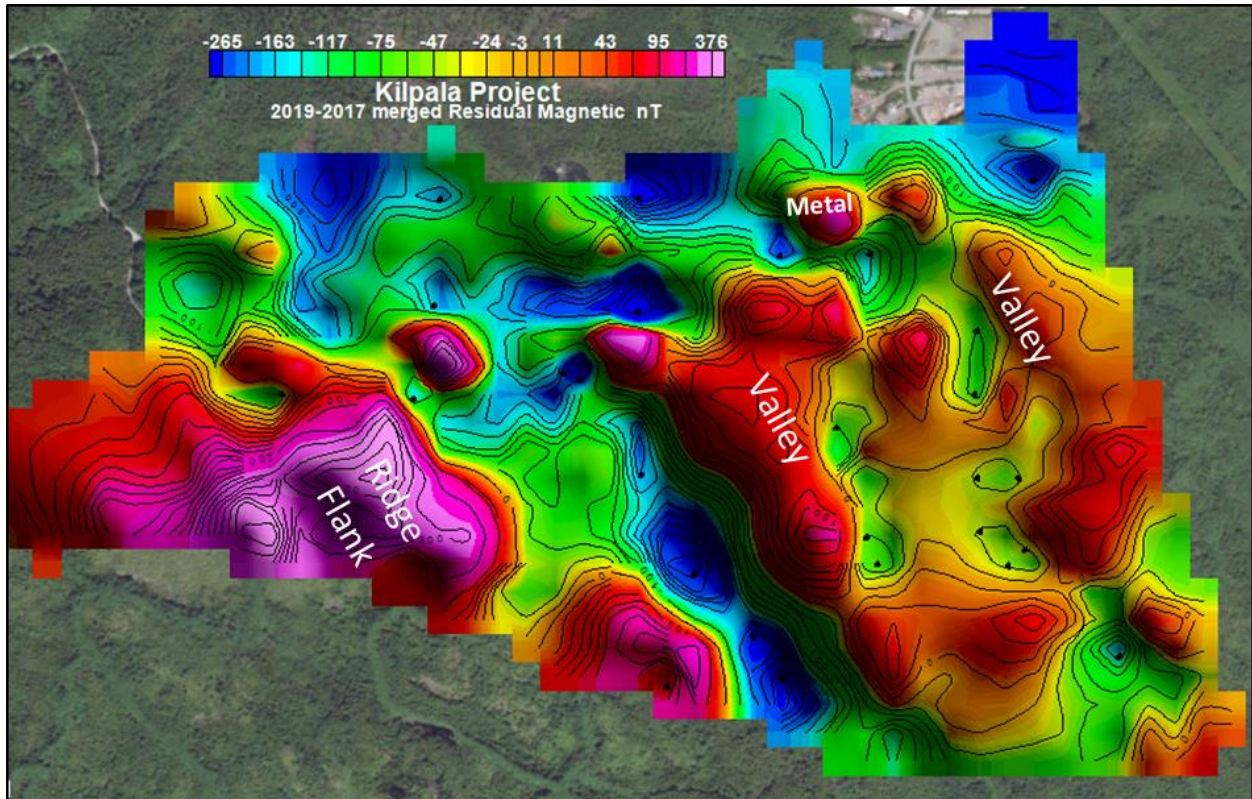 -265 -163 -117 -75 -47 -24 -3 11 43 95 376
Kilpala Project
2019-2017 merged Residual Magnetic nT
Metal
Valley
Valley
Ridge
Flank